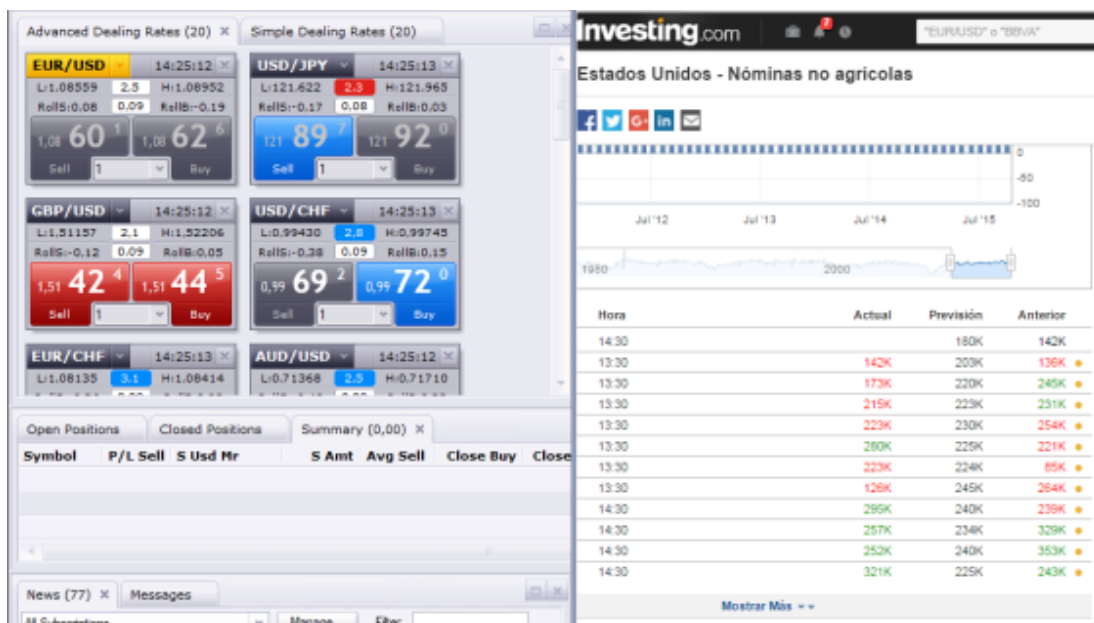 Advanced Dealing Rates (20) × Simple Dealing Rates (20)
EUR/USD 14:25:12 ×
L:1.08559 2.5 H:1.08952
RollS:0.08 0.09 RollB:-0.19
1,08 60 1 1,08 62 6
Sell 1 Buy
USD/JPY 14:25:13 ×
L:121.622 2.3 H:121.965
RollS:-0.17 0.08 RollB:0.03
121 89 7 121 92 0
Sell 1 Buy
GBP/USD 14:25:12 ×
L:1.51157 2.1 H:1.52206
RollS:-0.12 0.09 RollB:0.05
1,51 42 4 1,51 44 5
Sell 1 Buy
USD/CHF 14:25:13 ×
L:0.99430 2.8 H:0.99745
RollS:-0.38 0.09 RollB:0.15
0,99 69 2 0,99 72 0
Sell 1 Buy
EUR/CHF 14:25:13 ×
L:1.08135 3.1 H:1.08414
AUD/USD 14:25:12 ×
L:0.71368 2.5 H:0.71710
Open Positions Closed Positions Summary (0,00) ×
Symbol P/L Sell S Usd Mr S Amt Avg Sell Close Buy Close
News (77) × Messages
Manage Filter
Investing.com 7 "EUR/USD" o "BBVA"
Estados Unidos - Nóminas no agrícolas
0
-50
-100
Jul '12 Jul '13 Jul '14 Jul '15
1980 2000
Hora Actual Previsión Anterior
14:30 180K 142K
13:30 142K 203K 136K
13:30 173K 220K 245K
13:30 215K 223K 231K
13:30 223K 230K 254K
13:30 280K 225K 221K
13:30 223K 224K 85K
13:30 126K 245K 264K
14:30 295K 240K 239K
14:30 257K 234K 329K
14:30 252K 240K 353K
14:30 321K 225K 243K
Mostrar Más